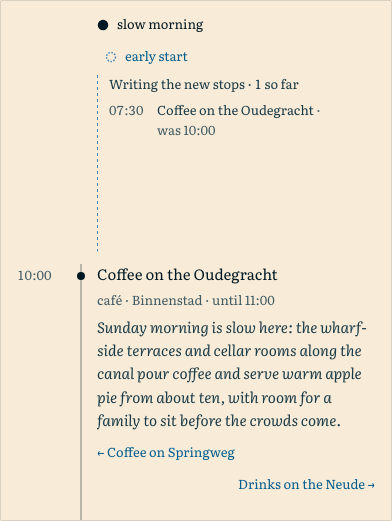 slow morning
early start
Writing the new stops · 1 so far
07:30 Coffee on the Oudegracht ·
was 10:00
10:00 Coffee on the Oudegracht
café · Binnenstad · until 11:00
Sunday morning is slow here: the wharf-
side terraces and cellar rooms along the
canal pour coffee and serve warm apple
pie from about ten, with room for a
family to sit before the crowds come.
← Coffee on Springweg
Drinks on the Neude →